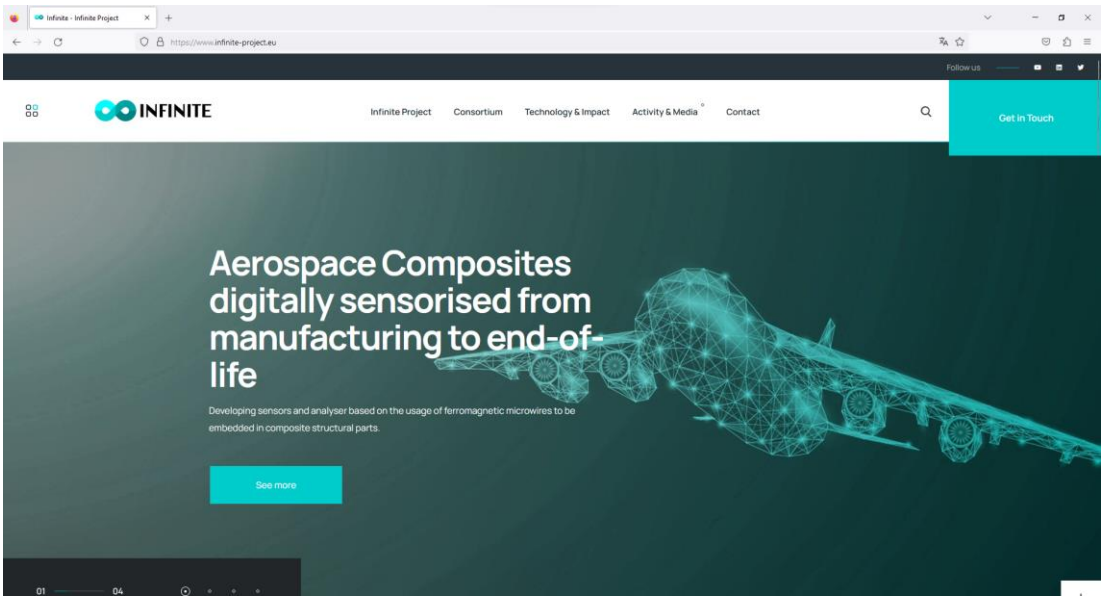 Infinite - Infinite Project
https://www.infinite-project.eu
Follow us
INFINITE
Infinite Project
Consortium
Technology & Impact
Activity & Media
Contact
Get in Touch
Aerospace Composites
digitally sensorised from
manufacturing to end-of-
life
Developing sensors and analyser based on the usage of ferromagnetic microwires to be
embedded in composite structural parts.
See more
01
04